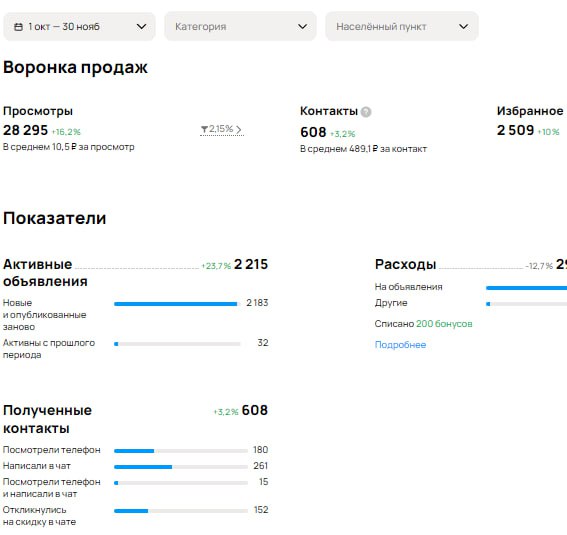 1 окт — 30 нояб
Категория
Населённый пункт
Воронка продаж
Просмотры
28 295 +16,2%
В среднем 10,5 ₽ за просмотр
2,15%
Контакты ?
608 +3,2%
В среднем 489,1 ₽ за контакт
Избранное
2 509 +10%
Показатели
Активные объявления +23,7% 2 215
Новые
и опубликованные
заново
2 183
Активны с прошлого
периода
32
Расходы -12,7% 29
На объявления
Другие
Списано 200 бонусов
Подробнее
Полученные
контакты
+3,2% 608
Посмотрели телефон 180
Написали в чат 261
Посмотрели телефон
и написали в чат
15
Откликнулись
на скидку в чате
152